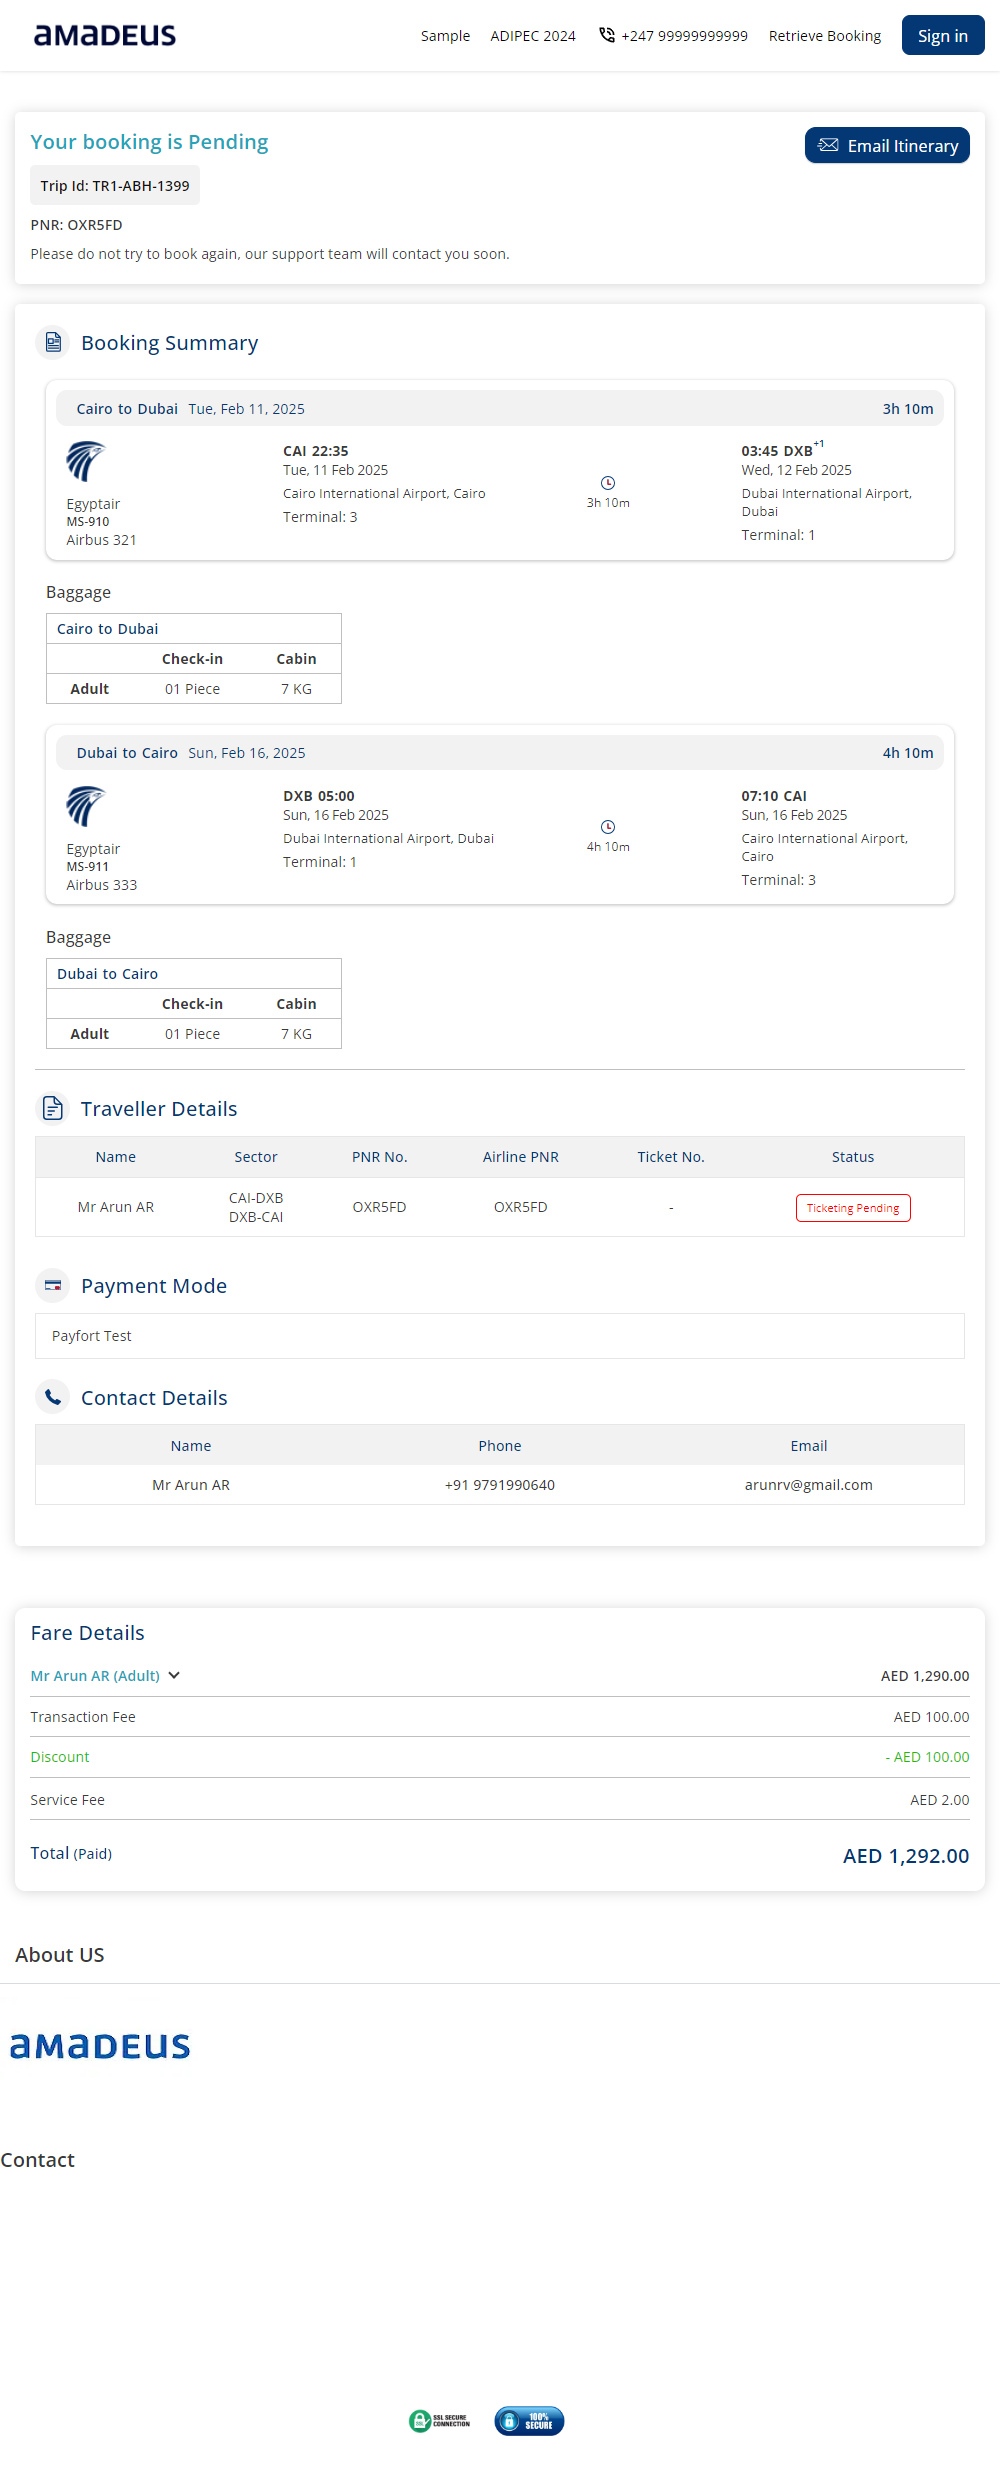 aMaDEUS
Sample ADIPEC 2024 +247 99999999999 Retrieve Booking Sign in
Your booking is Pending
Email Itinerary
Trip Id: TR1-ABH-1399
PNR: OXR5FD
Please do not try to book again, our support team will contact you soon.
Booking Summary
Cairo to Dubai Tue, Feb 11, 2025 3h 10m
CAI 22:35
Tue, 11 Feb 2025
Cairo International Airport, Cairo
Terminal: 3
3h 10m
03:45 DXB+1
Wed, 12 Feb 2025
Dubai International Airport,
Dubai
Terminal: 1
Egyptair
MS-910
Airbus 321
Baggage
Cairo to Dubai
Check-in Cabin
Adult 01 Piece 7 KG
Dubai to Cairo Sun, Feb 16, 2025 4h 10m
DXB 05:00
Sun, 16 Feb 2025
Dubai International Airport, Dubai
Terminal: 1
4h 10m
07:10 CAI
Sun, 16 Feb 2025
Cairo International Airport,
Cairo
Terminal: 3
Egyptair
MS-911
Airbus 333
Baggage
Dubai to Cairo
Check-in Cabin
Adult 01 Piece 7 KG
Traveller Details
Name Sector PNR No. Airline PNR Ticket No. Status
Mr Arun AR CAI-DXB DXB-CAI OXR5FD OXR5FD - Ticketing Pending
Payment Mode
Payfort Test
Contact Details
Name Phone Email
Mr Arun AR +91 9791990640 arunrv@gmail.com
Fare Details
Mr Arun AR (Adult) AED 1,290.00
Transaction Fee AED 100.00
Discount - AED 100.00
Service Fee AED 2.00
Total (Paid) AED 1,292.00
About US
aMaDEUS
Contact
SSL SECURE
CONNECTION
100%
SECURE